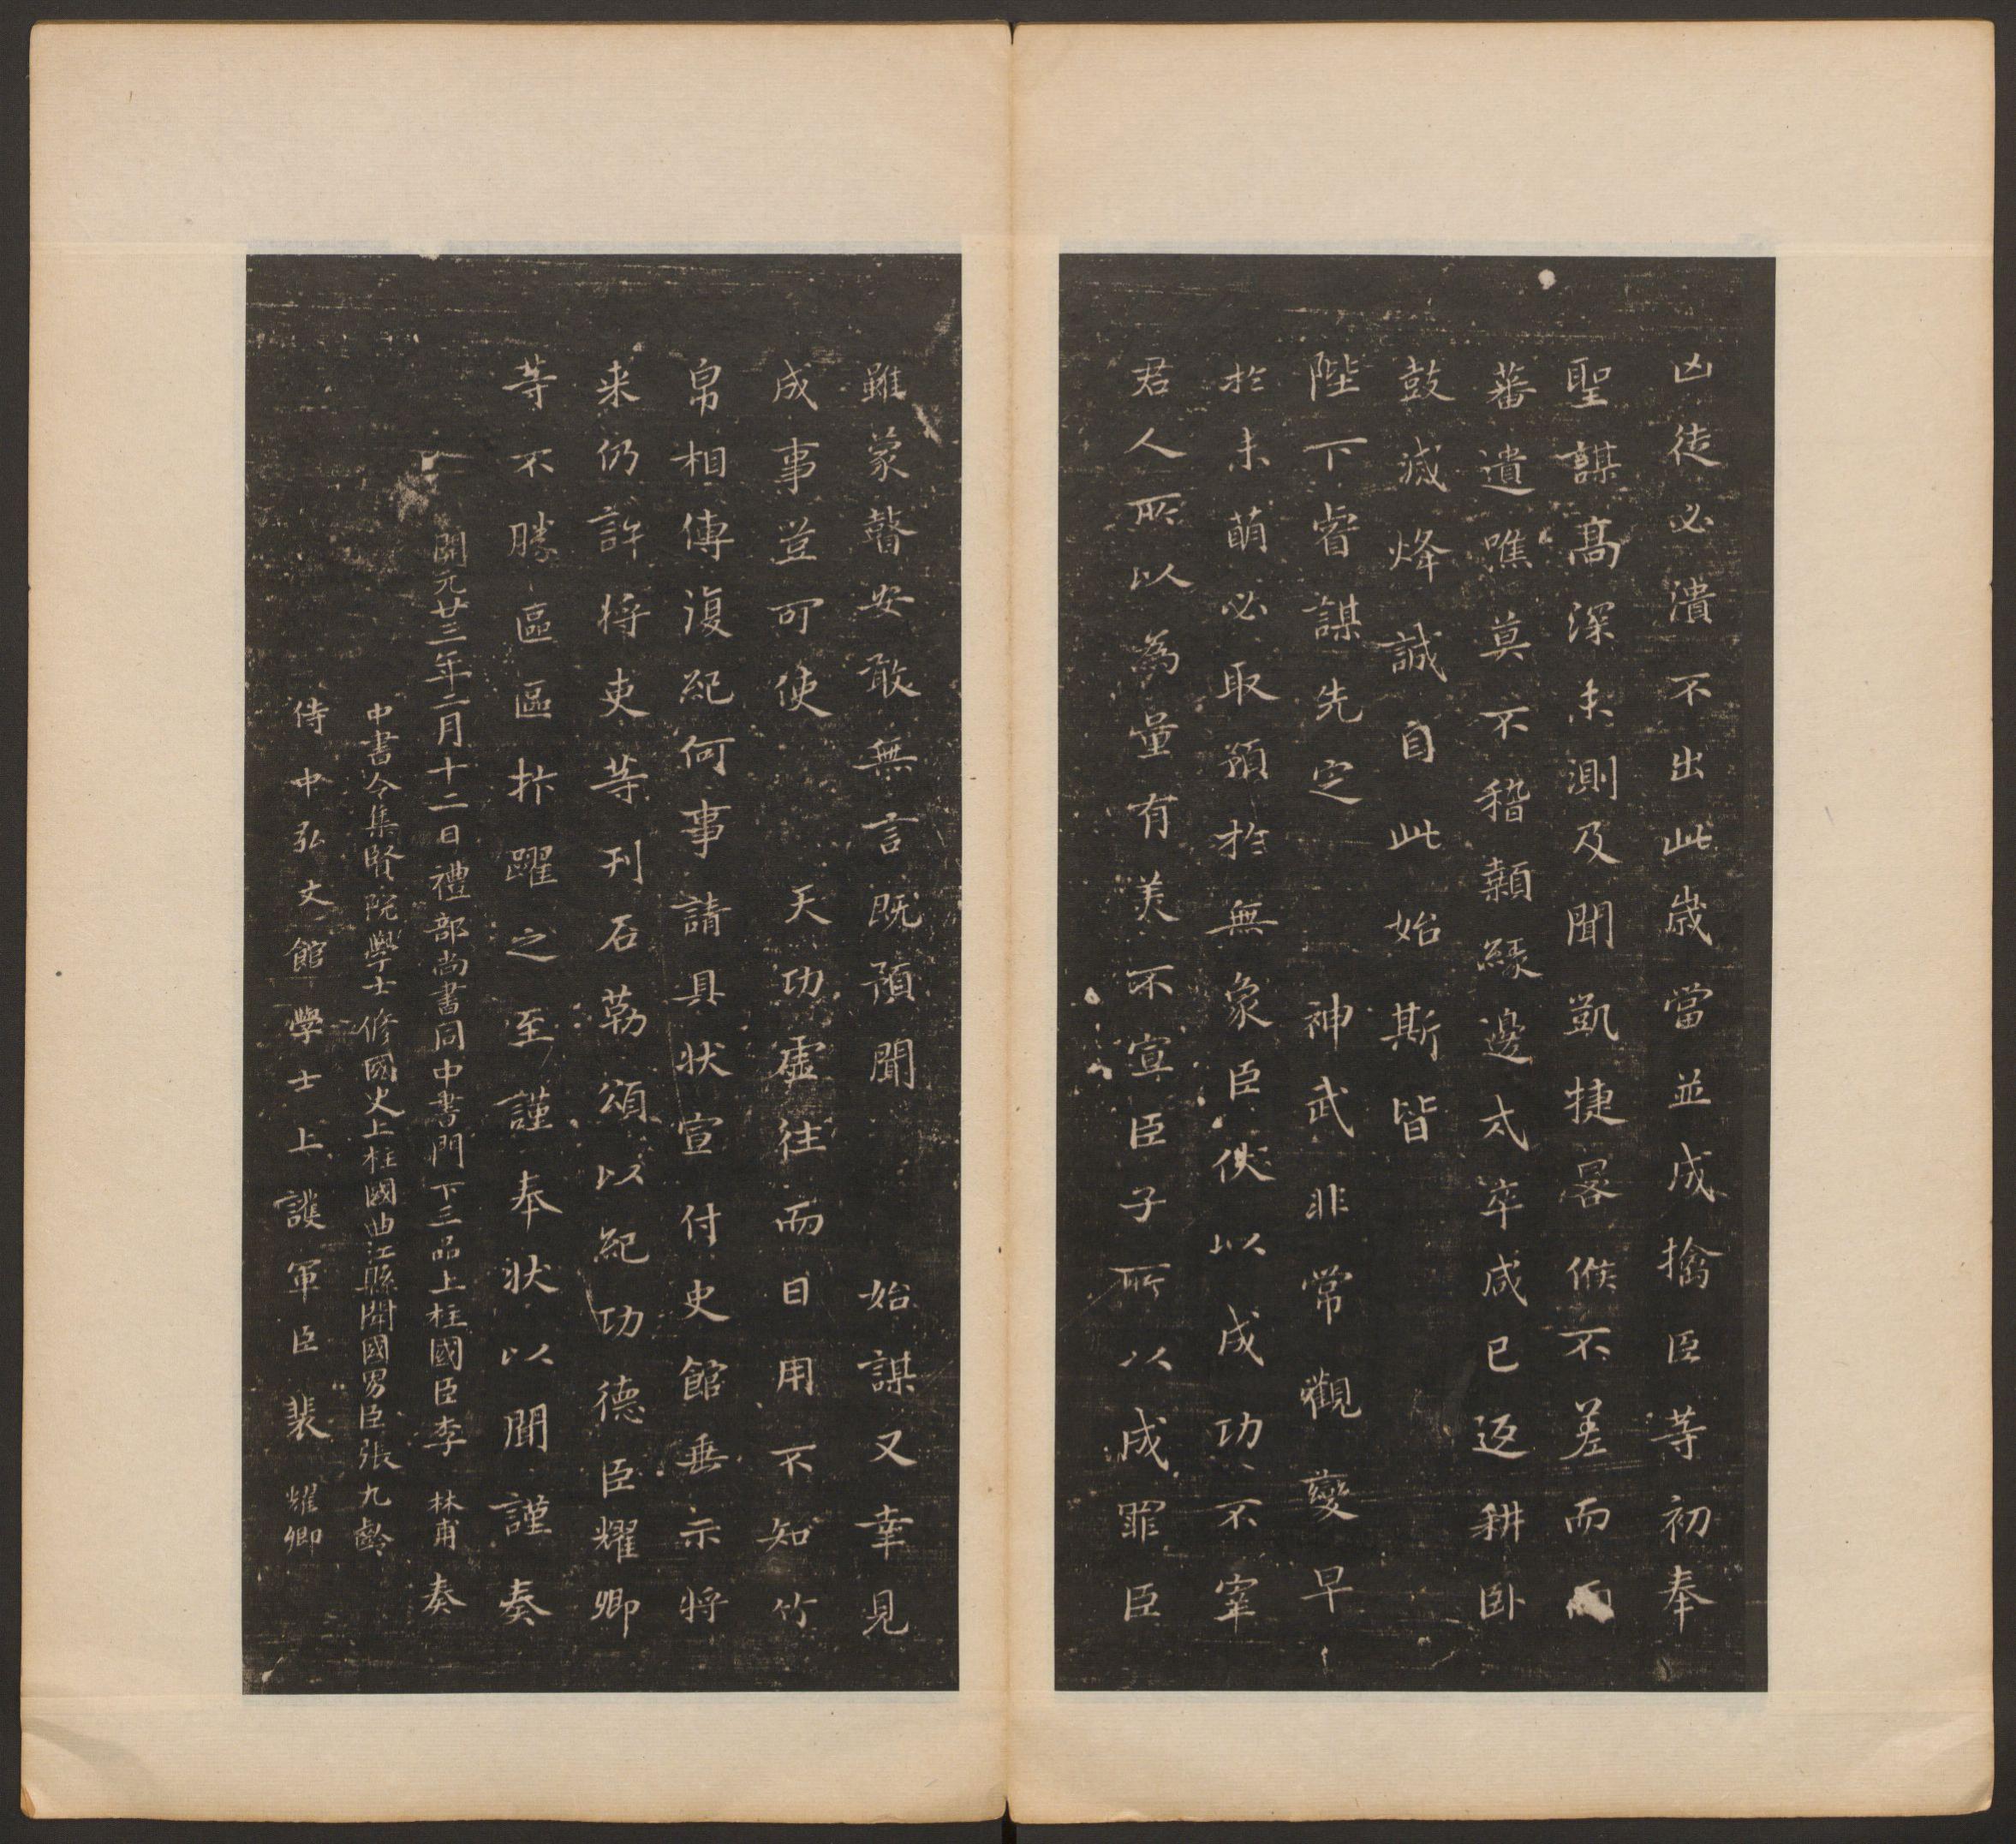 凶徒必潰不出此歲當並成擒臣等初奉
聖謀高深未測及聞凱捷晷候不差而
蕃遺噍莫不稽顙緣邊戍卒咸已返耕卧
鼓滅烽誠自此始斯皆
陛下睿謀先定 神武非常觀變早
於未萌必取預於無象臣伏以成功不宰
君人所以為量有美不宣臣子所以成罪臣
雖蒙瞽安敢無言既預聞 始謀又幸見
成事豈可使 天功虛往而日用不知竹
帛相傳復紀何事請具狀宣付史館垂示將
来仍許將吏等刊石勒頌以紀功德臣耀卿
等不勝區區抃躍之至謹奉狀以聞謹奏
開元廿三年二月十二日禮部尚書同中書門下三品上柱國臣李林甫奏
中書令集賢院學士修國史上柱國曲江縣開國男臣張九齡
侍中弘文館學士上護軍臣裴耀卿